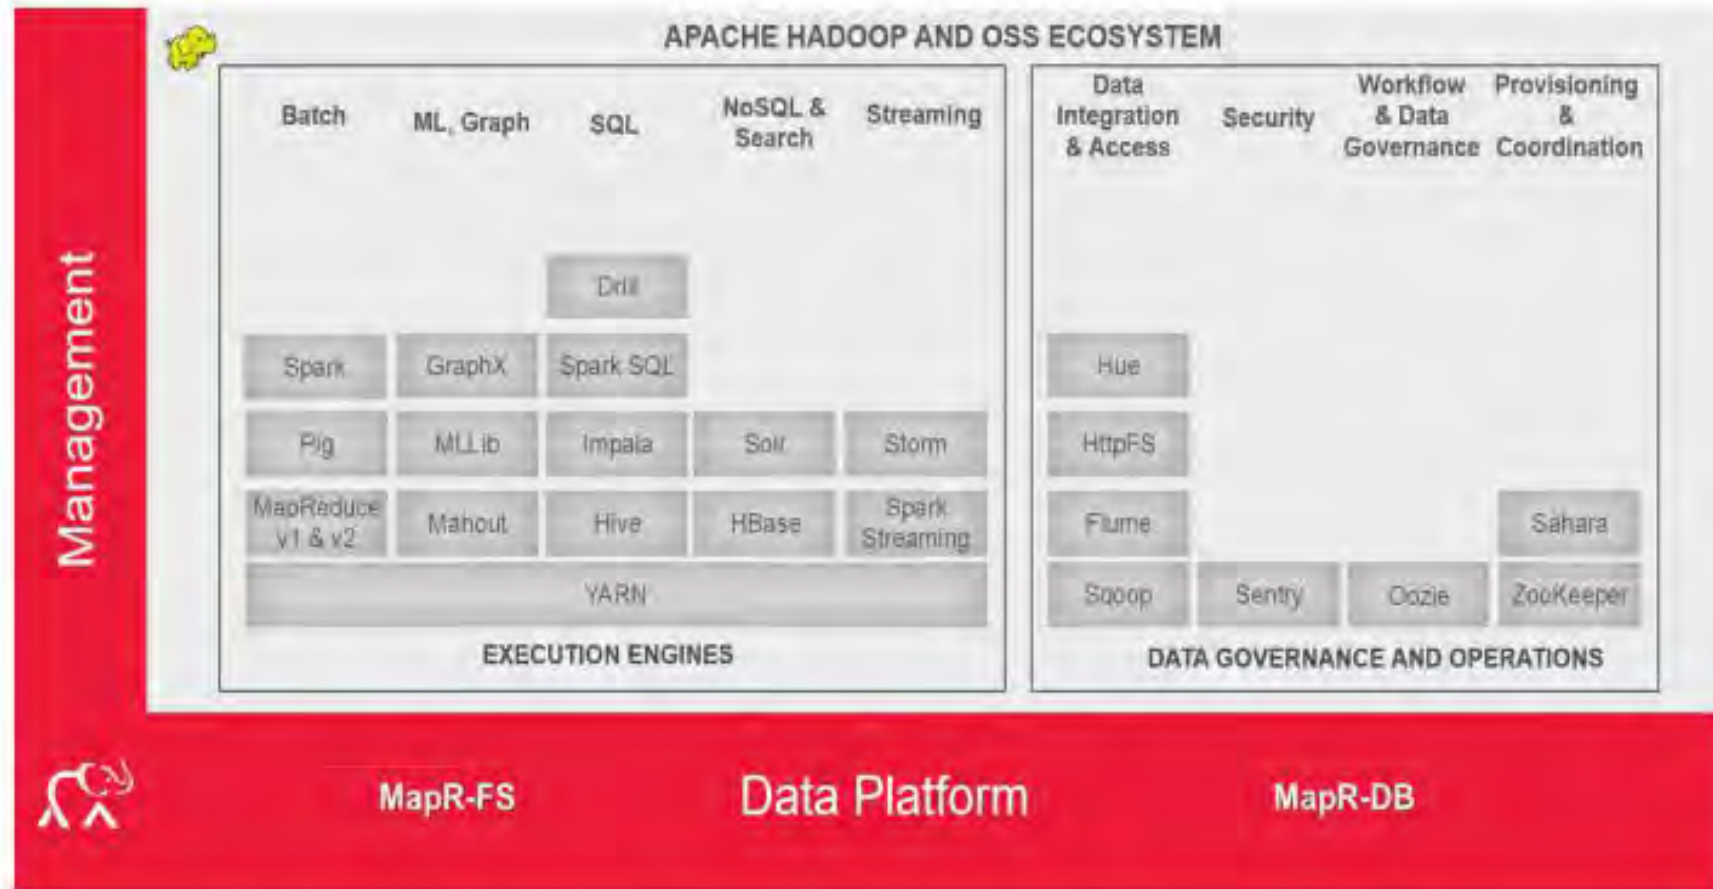 APACHE HADOOP AND OSS ECOSYSTEM
Batch
ML, Graph
SQL
NoSQL &
Search
Streaming
Drill
Spark
GraphX
Spark SQL
Pig
MLLib
Impala
Solr
Storm
MapReduce
v1 & v2
Mahout
Hive
HBase
Spark
Streaming
YARN
EXECUTION ENGINES
Data
Integration
& Access
Security
Workflow
& Data
Governance
Provisioning
&
Coordination
Hue
HttpFS
Flume
Sahara
Sqoop
Sentry
Oozie
ZooKeeper
DATA GOVERNANCE AND OPERATIONS
Management
MapR-FS
Data Platform
MapR-DB